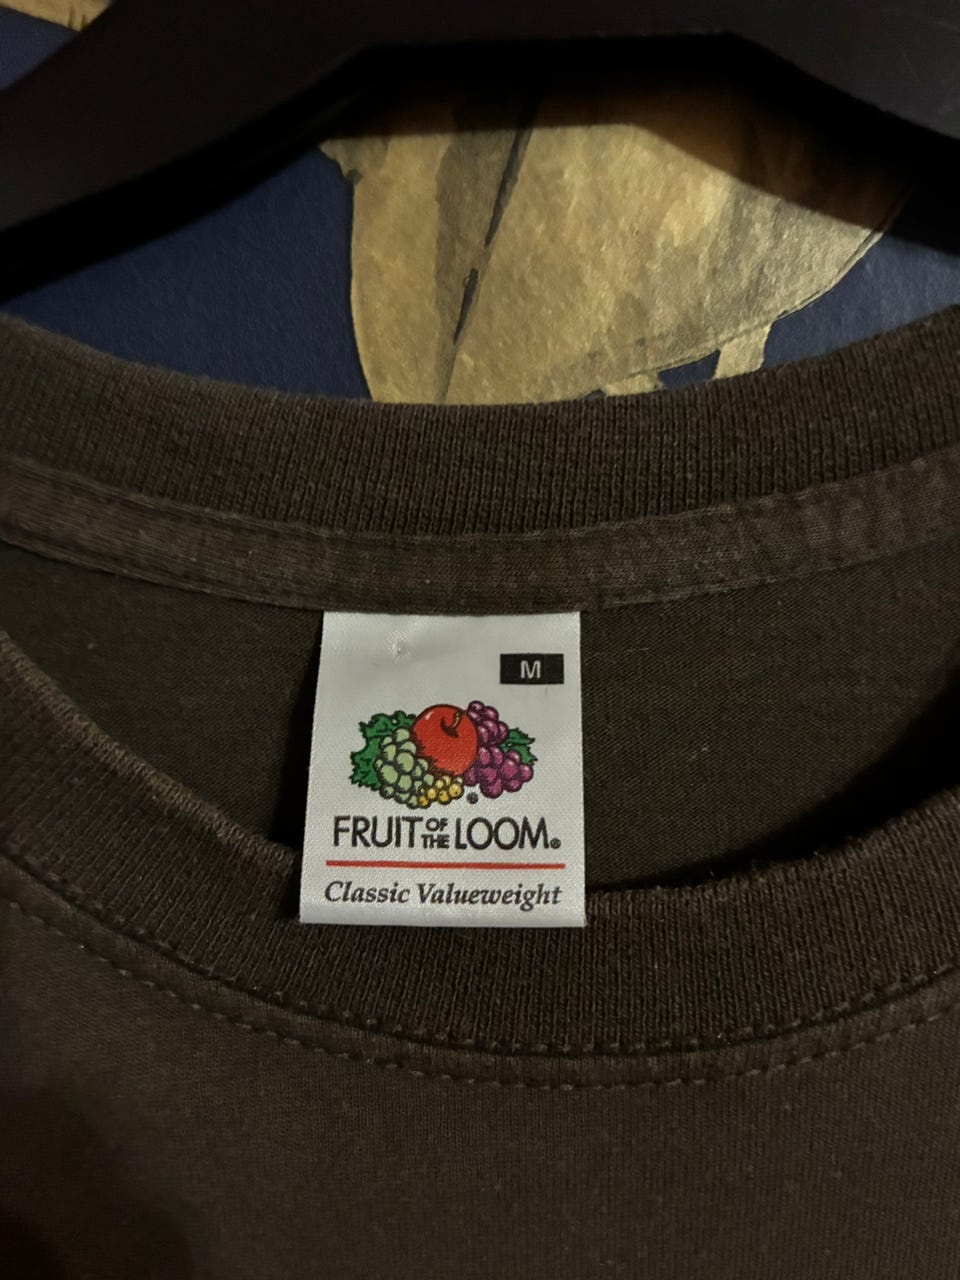 M
FRUIT OF THE LOOM®
Classic Valueweight